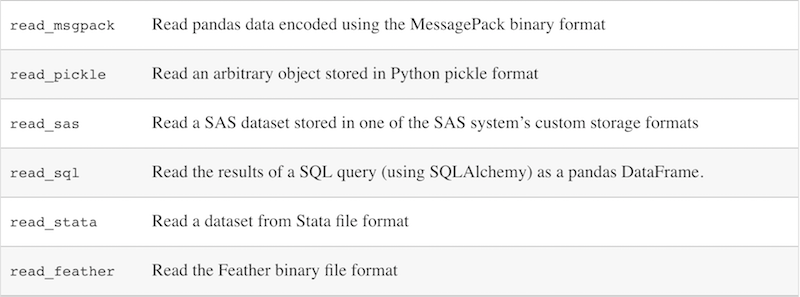 read_msgpack Read pandas data encoded using the MessagePack binary format
read_pickle Read an arbitrary object stored in Python pickle format
read_sas Read a SAS dataset stored in one of the SAS system’s custom storage formats
read_sql Read the results of a SQL query (using SQLAlchemy) as a pandas DataFrame.
read_stata Read a dataset from Stata file format
read_feather Read the Feather binary file format